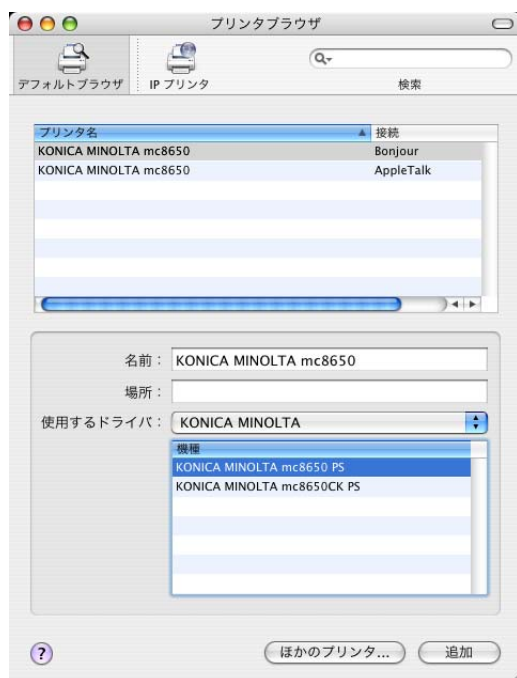 プリンタブラウザ
デフォルトブラウザ IP プリンタ 検索
プリンタ名 接続
KONICA MINOLTA mc8650 Bonjour
KONICA MINOLTA mc8650 AppleTalk
名前： KONICA MINOLTA mc8650
場所：
使用するドライバ： KONICA MINOLTA
機種
KONICA MINOLTA mc8650 PS
KONICA MINOLTA mc8650CK PS
? ほかのプリンタ... 追加